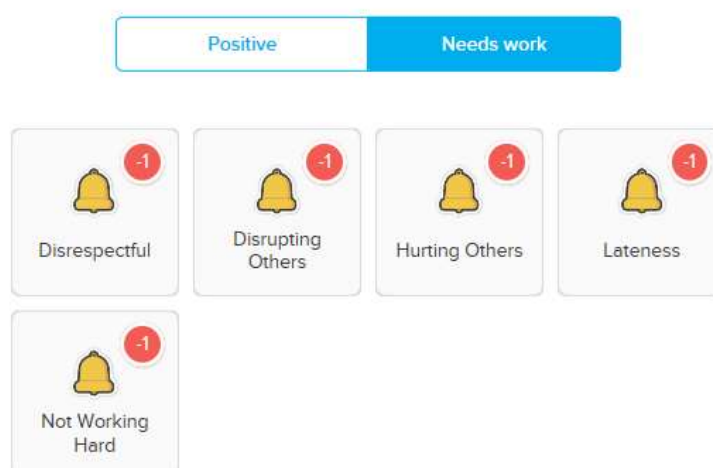 Positive
Needs work
-1
-1
-1
-1
Disrespectful
Disrupting
Others
Hurting Others
Lateness
-1
Not Working
Hard